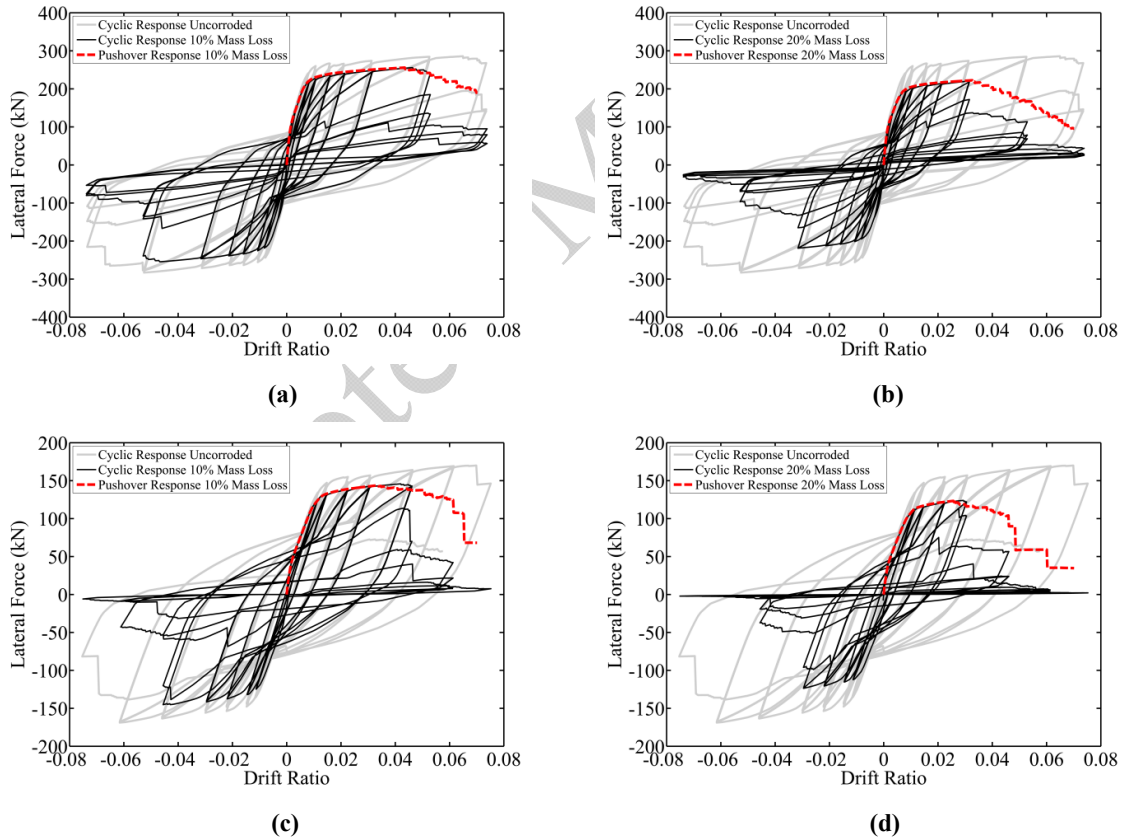 Cyclic Response Uncorroded
Cyclic Response 10% Mass Loss
Pushover Response 10% Mass Loss
400
300
200
100
0
-100
-200
-300
-400
Lateral Force (kN)
-0.08 -0.06 -0.04 -0.02 0 0.02 0.04 0.06 0.08
Drift Ratio
(a)
Cyclic Response Uncorroded
Cyclic Response 20% Mass Loss
Pushover Response 20% Mass Loss
400
300
200
100
0
-100
-200
-300
-400
Lateral Force (kN)
-0.08 -0.06 -0.04 -0.02 0 0.02 0.04 0.06 0.08
Drift Ratio
(b)
Cyclic Response Uncorroded
Cyclic Response 10% Mass Loss
Pushover Response 10% Mass Loss
200
150
100
50
0
-50
-100
-150
-200
Lateral Force (kN)
-0.08 -0.06 -0.04 -0.02 0 0.02 0.04 0.06 0.08
Drift Ratio
(c)
Cyclic Response Uncorroded
Cyclic Response 20% Mass Loss
Pushover Response 20% Mass Loss
200
150
100
50
0
-50
-100
-150
-200
Lateral Force (kN)
-0.08 -0.06 -0.04 -0.02 0 0.02 0.04 0.06 0.08
Drift Ratio
(d)